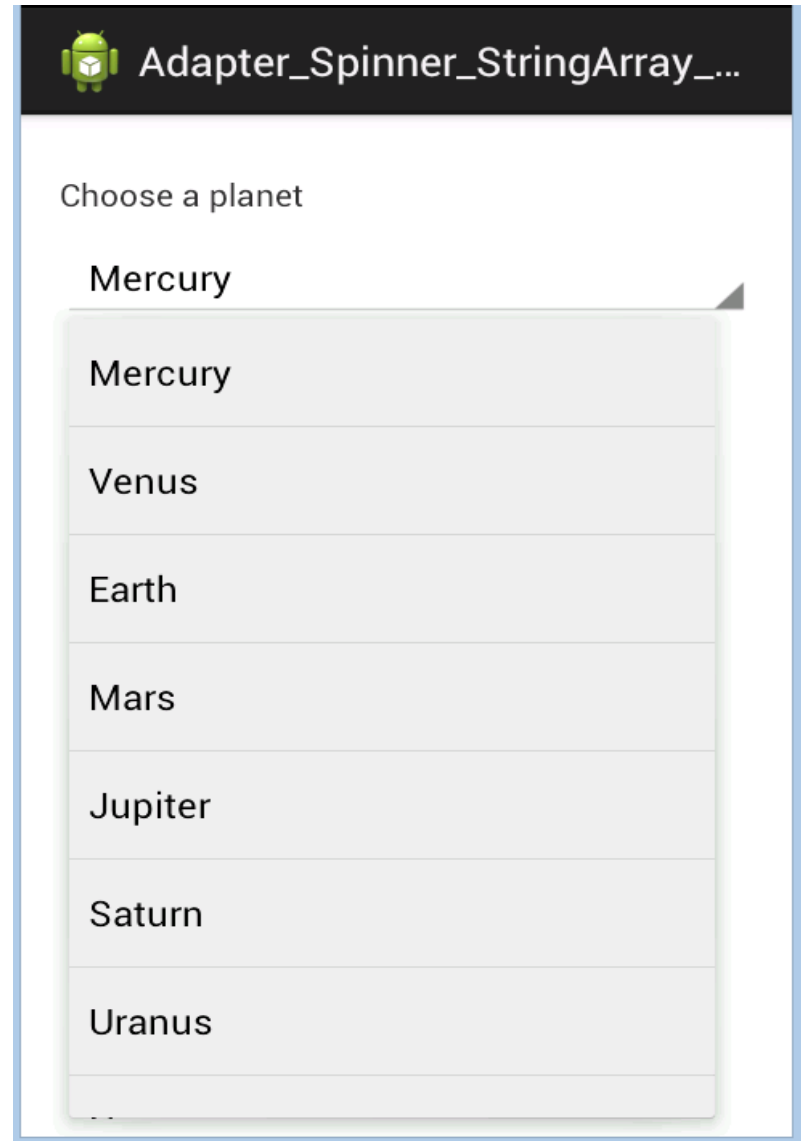 Adapter_Spinner_StringArray_...
Choose a planet
Mercury
Mercury
Venus
Earth
Mars
Jupiter
Saturn
Uranus